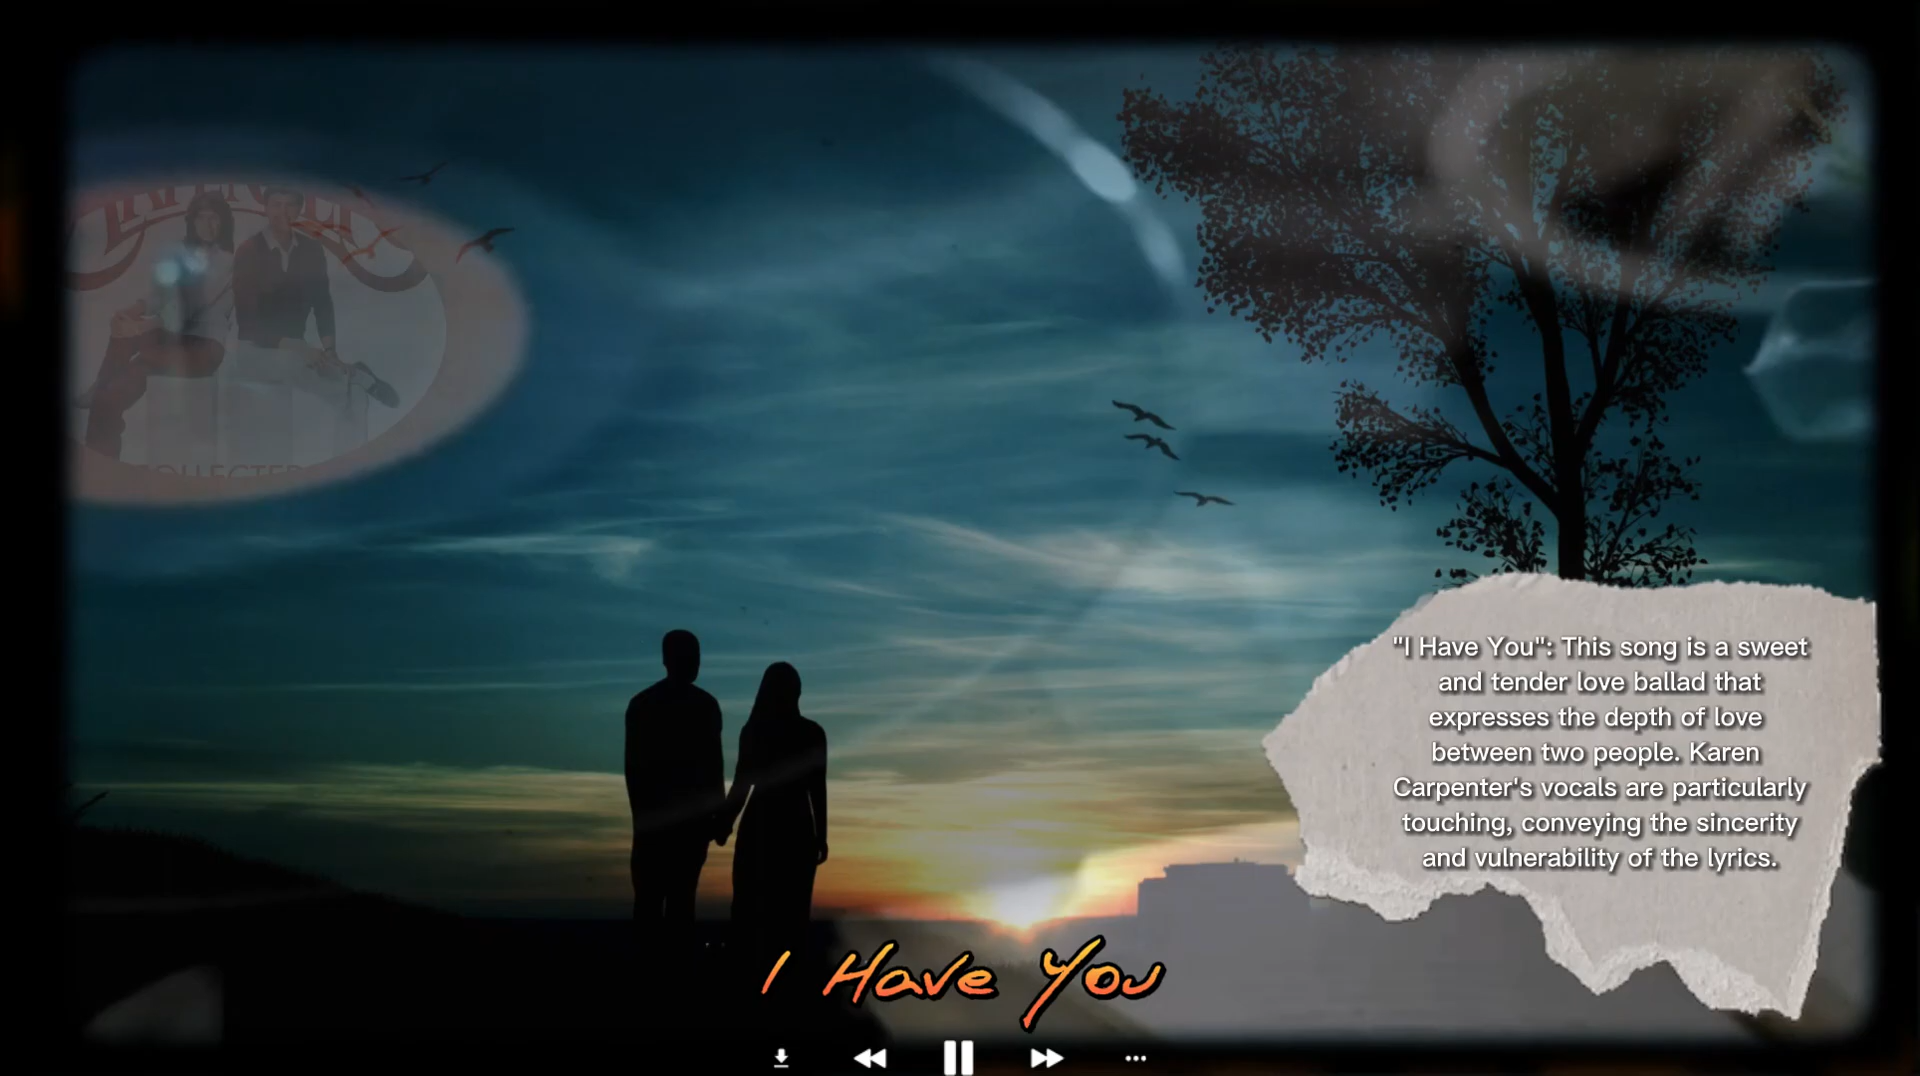 COLLECTED
"I Have You": This song is a sweet
and tender love ballad that
expresses the depth of love
between two people. Karen
Carpenter's vocals are particularly
touching, conveying the sincerity
and vulnerability of the lyrics.
I Have You